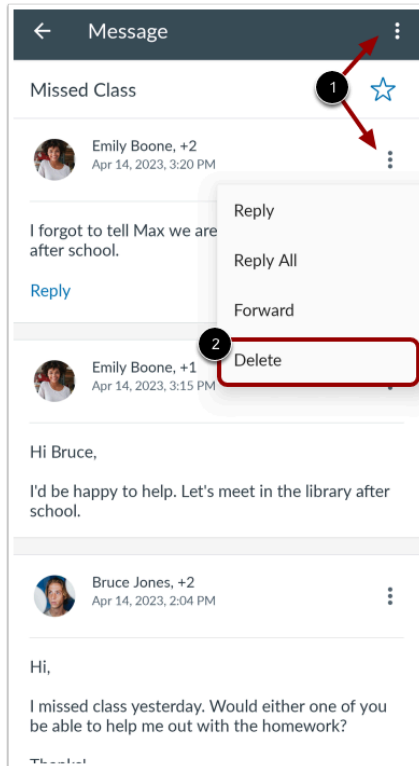 Message
Missed Class
1
Emily Boone, +2
Apr 14, 2023, 3:20 PM
I forgot to tell Max we are
after school.
Reply
Reply
Reply All
Forward
2
Delete
Emily Boone, +1
Apr 14, 2023, 3:15 PM
Hi Bruce,
I'd be happy to help. Let's meet in the library after
school.
Bruce Jones, +2
Apr 14, 2023, 2:04 PM
Hi,
I missed class yesterday. Would either one of you
be able to help me out with the homework?